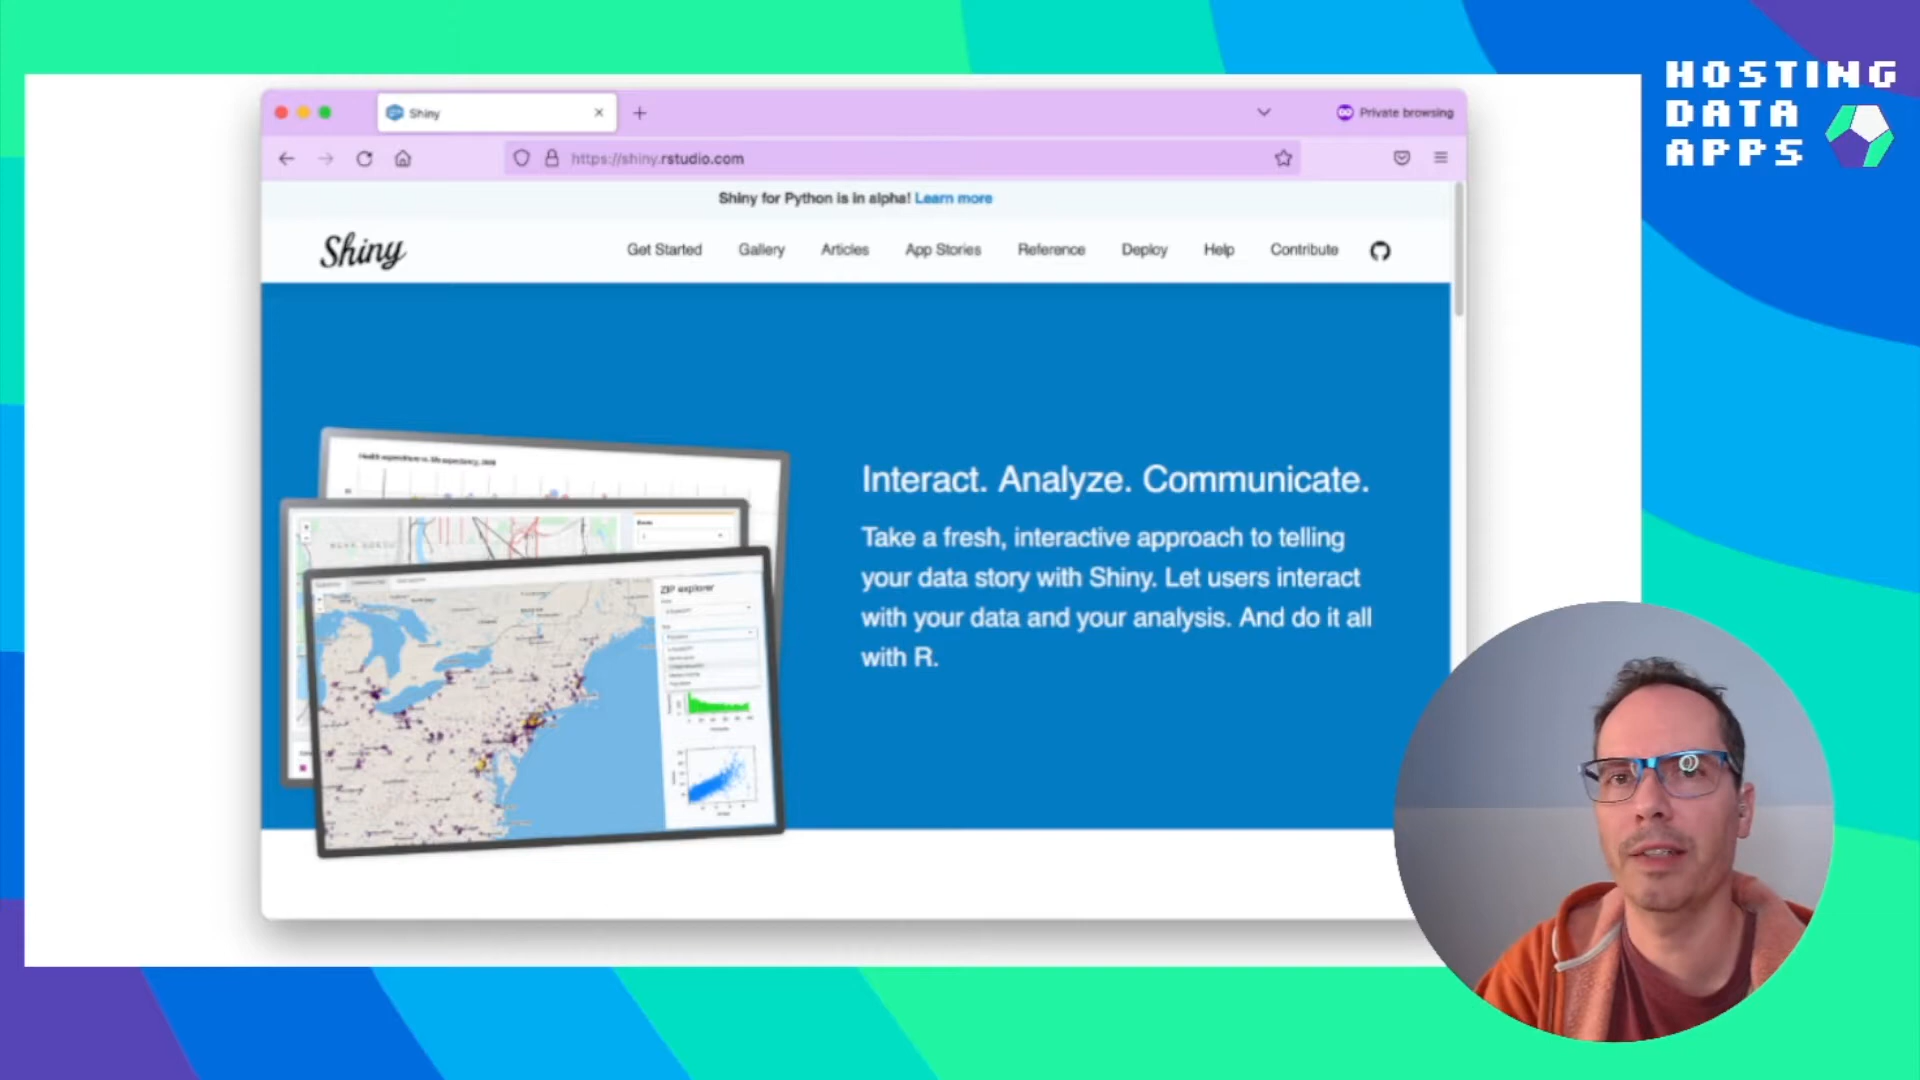 HOSTING
DATA
APPS
Shiny
Private browsing
https://shiny.rstudio.com
Shiny for Python is in alpha! Learn more
Shiny
Get Started
Gallery
Articles
App Stories
Reference
Deploy
Help
Contribute
Interact. Analyze. Communicate.
Take a fresh, interactive approach to telling
your data story with Shiny. Let users interact
with your data and your analysis. And do it all
with R.
ZIP explorer